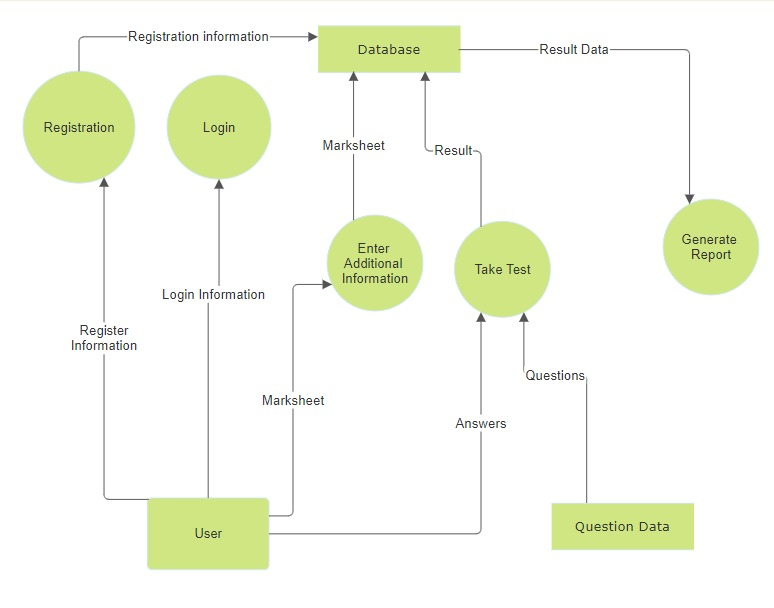 Registration information
Database
Result Data
Registration
Login
Marksheet
Result
Enter
Additional
Information
Take Test
Generate
Report
Login Information
Register
Information
Marksheet
Questions
Answers
User
Question Data